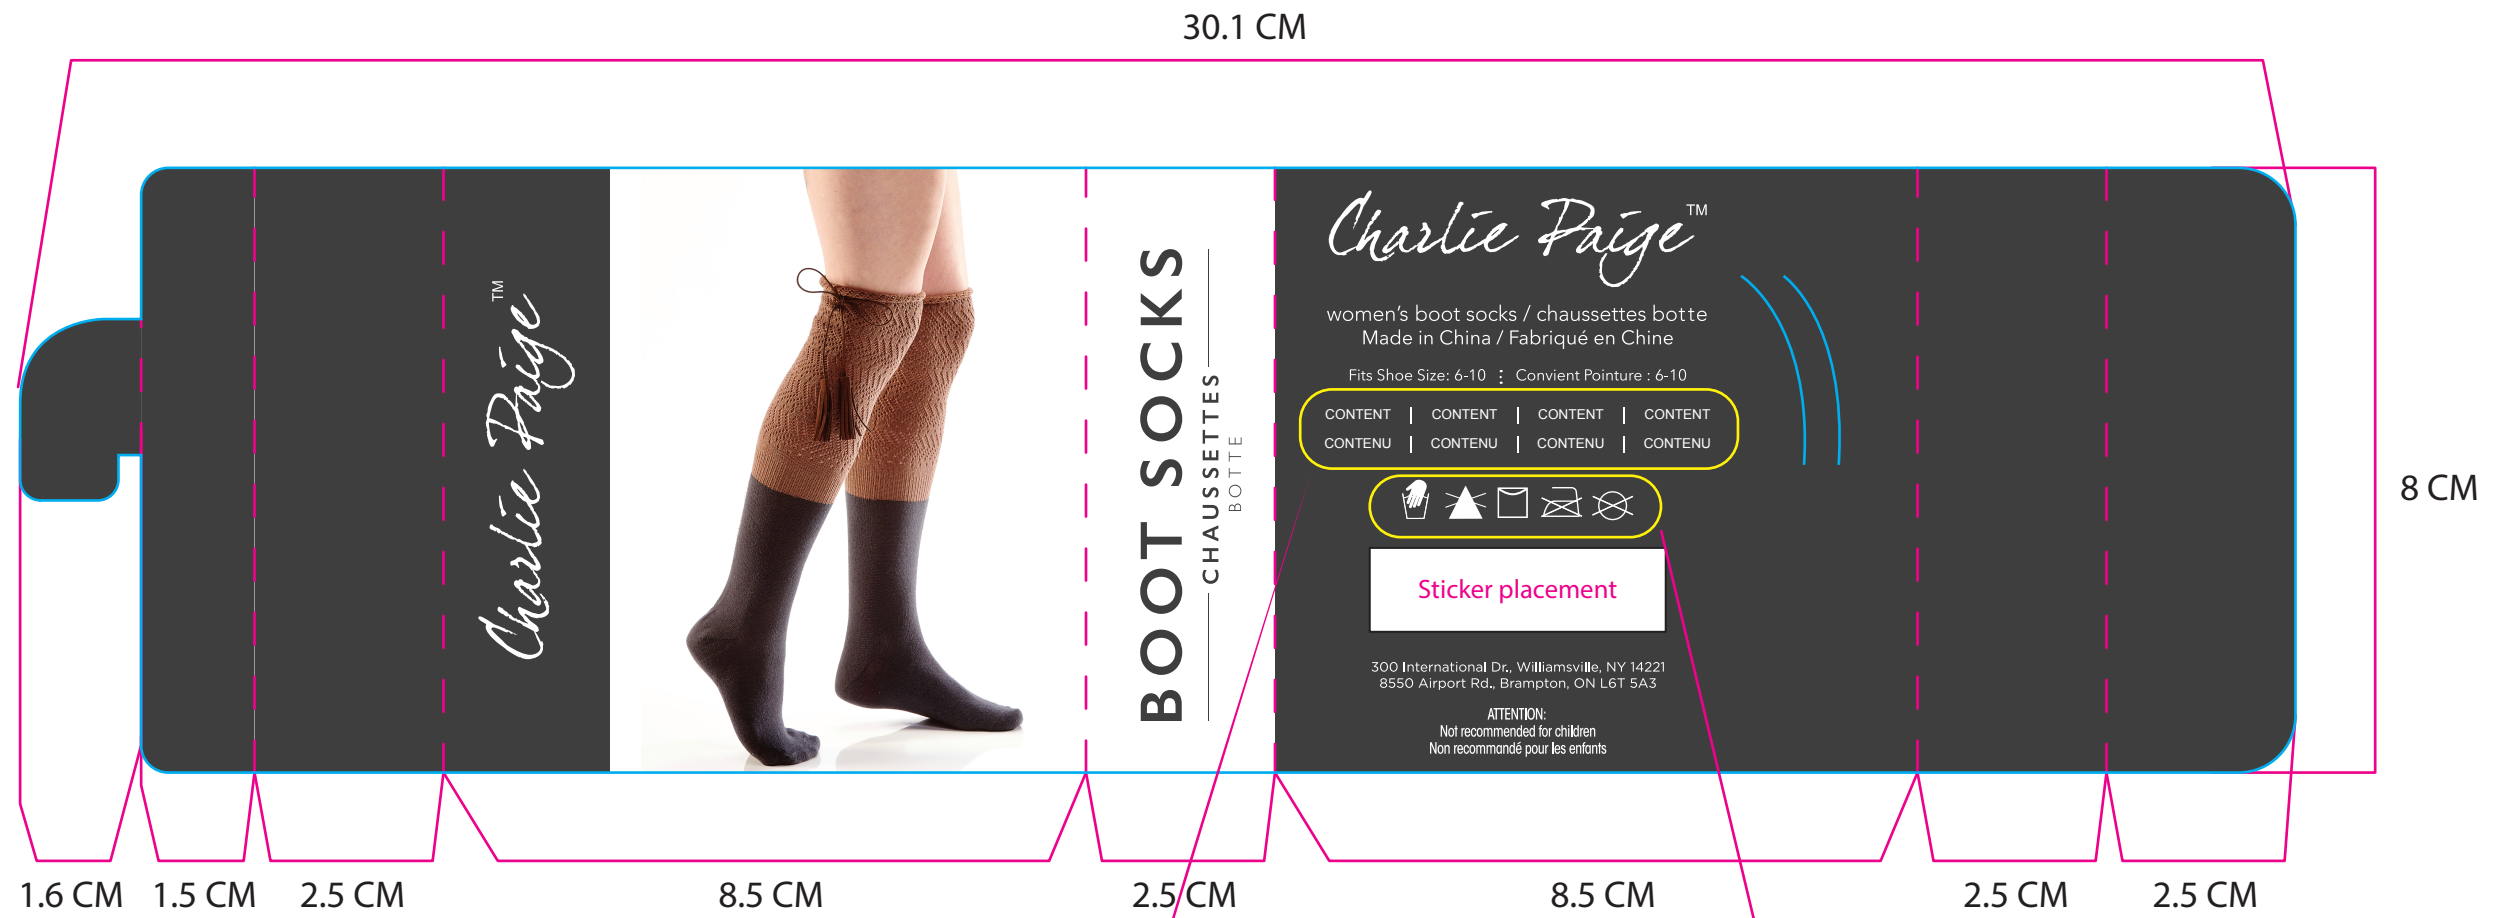 30.1 CM
Charlie Paige™
BOOT SOCKS
CHAUSSETTES
BOTTE
Charlie Paige™
women's boot socks / chaussettes botte
Made in China / Fabriqué en Chine
Fits Shoe Size: 6-10 ⋮ Convient Pointure : 6-10
CONTENT | CONTENT | CONTENT | CONTENT
CONTENU | CONTENU | CONTENU | CONTENU
Sticker placement
300 International Dr., Williamsville, NY 14221
8550 Airport Rd., Brampton, ON L6T 5A3
ATTENTION:
Not recommended for children
Non recommandé pour les enfants
8 CM
1.6 CM 1.5 CM 2.5 CM 8.5 CM 2.5 CM 8.5 CM 2.5 CM 2.5 CM